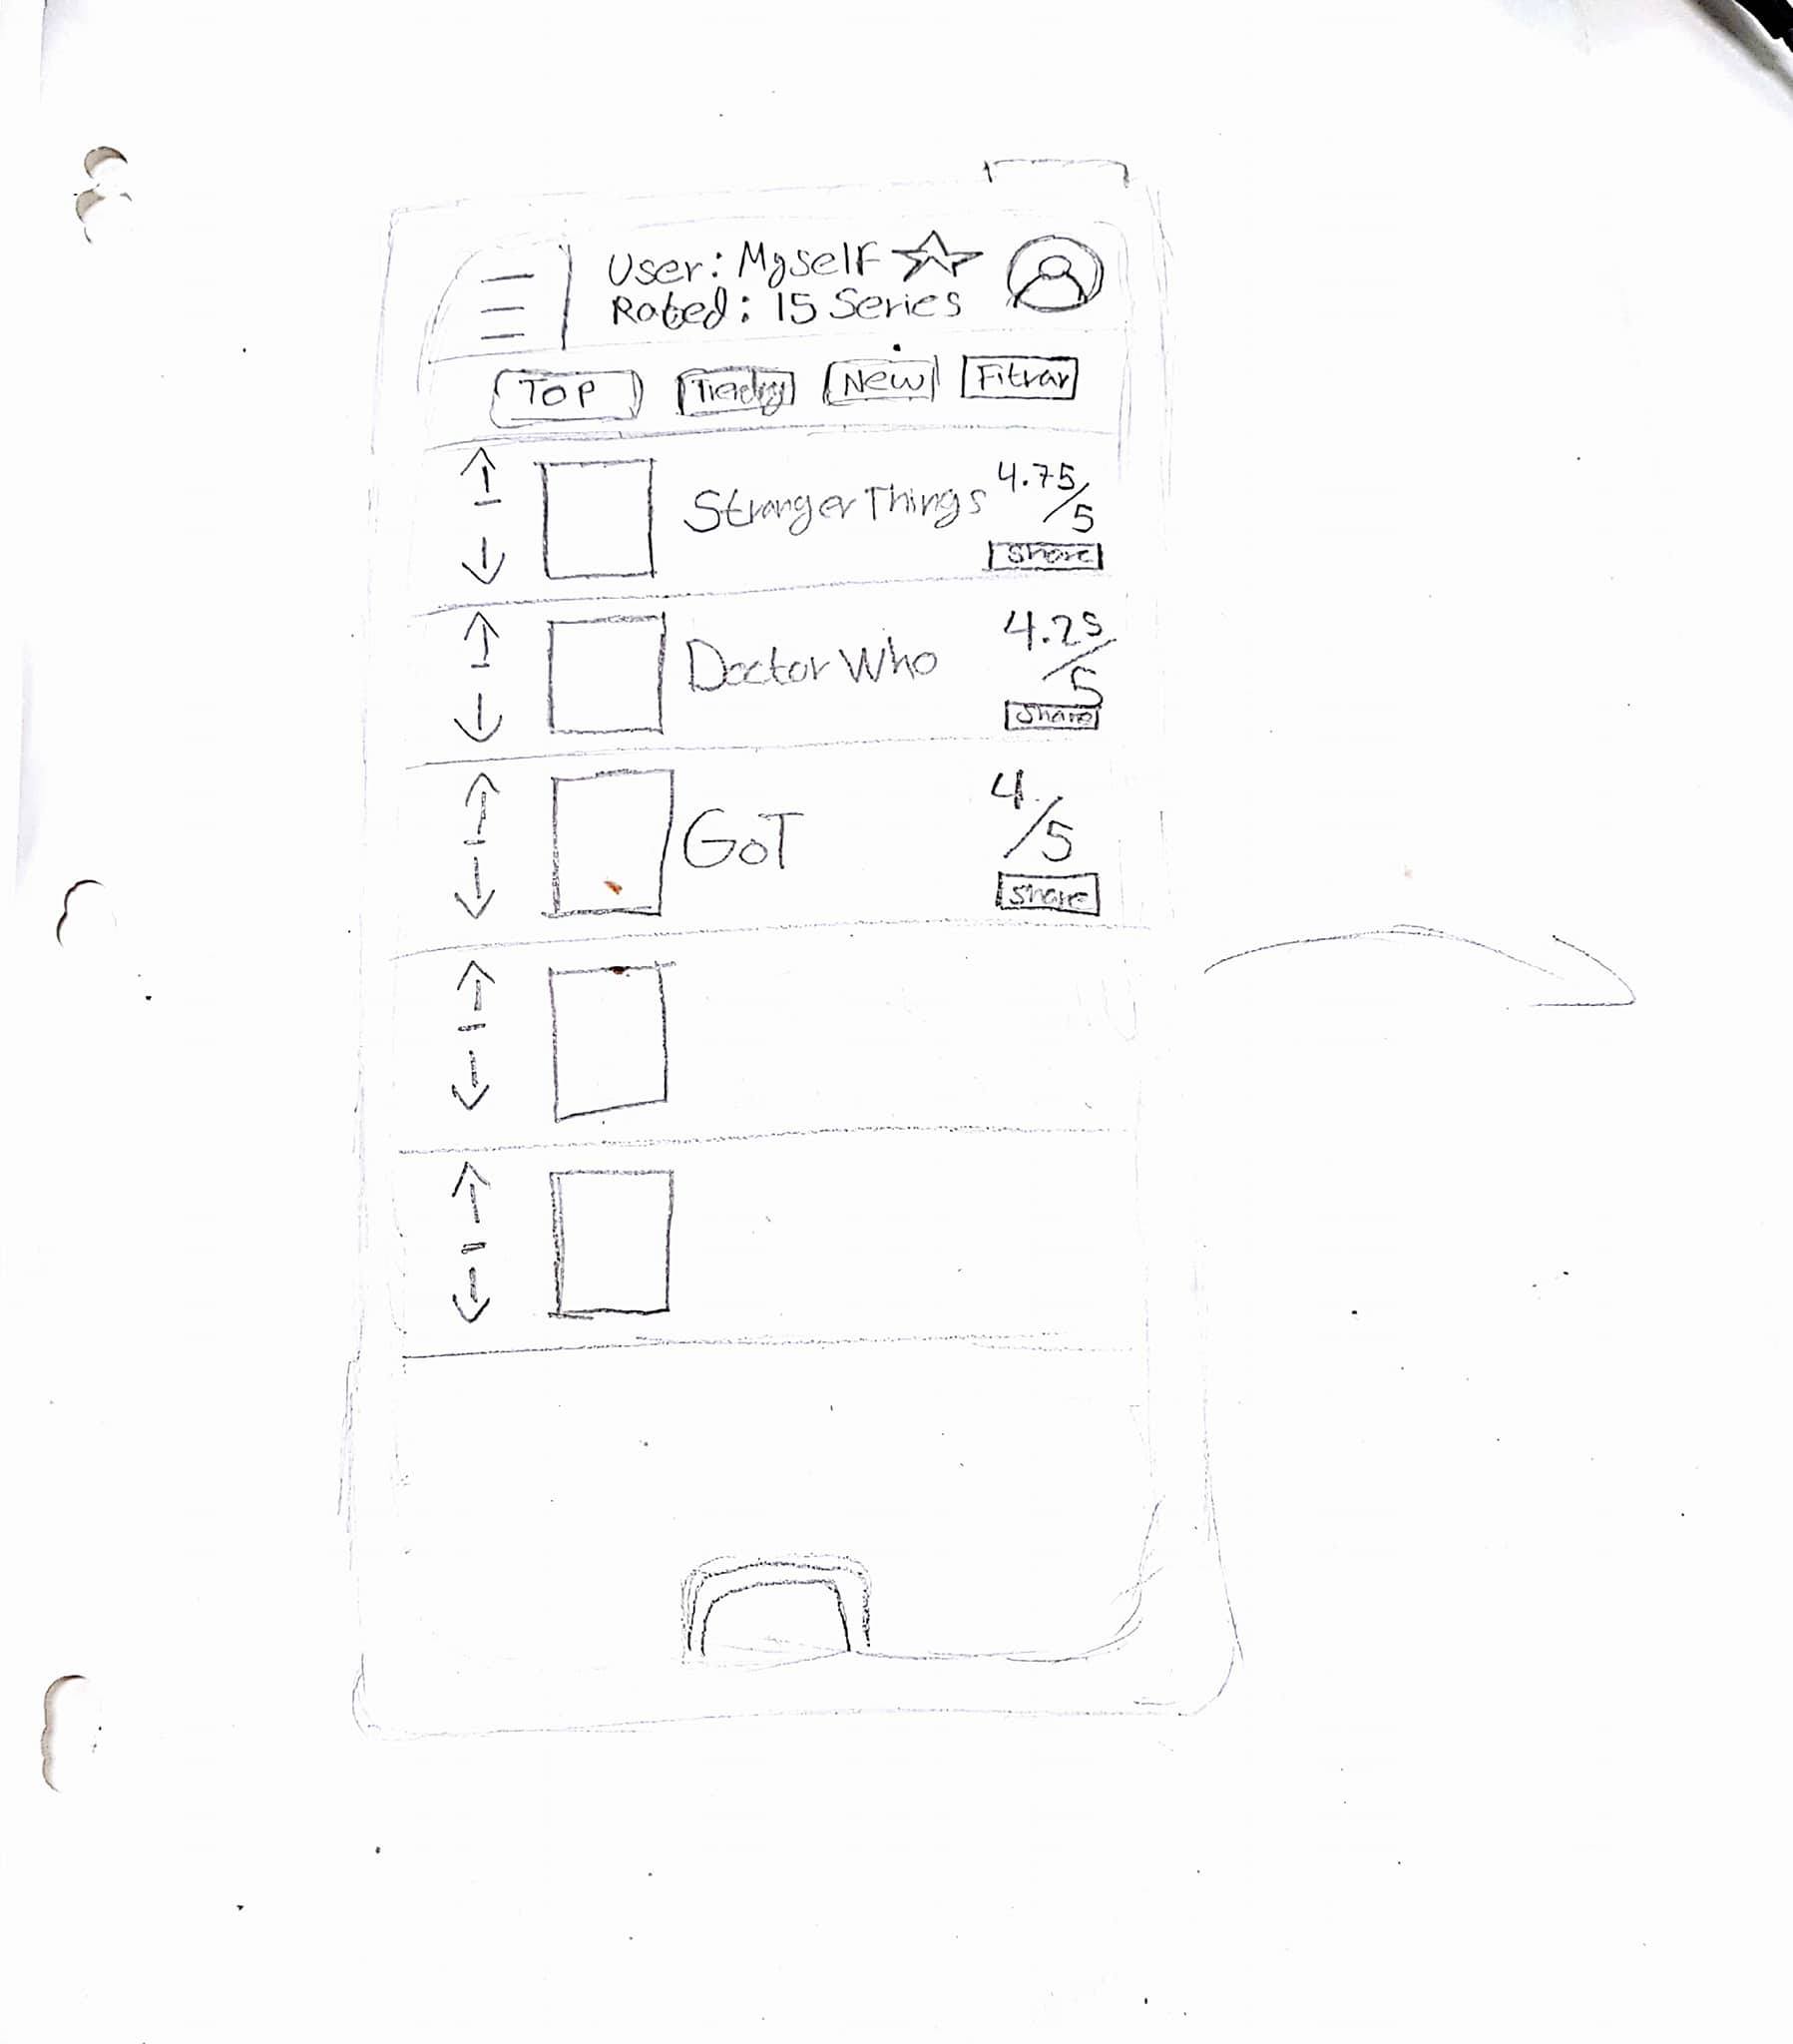 User: Myself
Rated: 15 Series
TOP Trending New Fitrar
Stranger Things 4.75/5
Share
Doctor Who 4.25/5
Share
GoT 4/5
Share